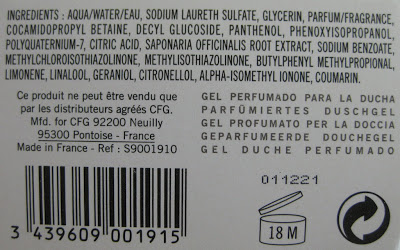 INGREDIENTS : AQUA/WATER/EAU, SODIUM LAURETH SULFATE, GLYCERIN, PARFUM/FRAGRANCE,
COCAMIDOPROPYL BETAINE, DECYL GLUCOSIDE, PANTHENOL, PHENOXYISOPROPANOL,
POLYQUATERNIUM-7, CITRIC ACID, SAPONARIA OFFICINALIS ROOT EXTRACT, SODIUM BENZOATE,
METHYLCHLOROISOTHIAZOLINONE, METHYLISOTHIAZOLINONE, BUTYLPHENYL METHYLPROPIONAL,
LIMONENE, LINALOOL, GERANIOL, CITRONELLOL, ALPHA-ISOMETHYL IONONE, COUMARIN.
Ce produit ne peut être vendu que
par les distributeurs agréés CFG.
Mfd. for CFG 92200 Neuilly
95300 Pontoise - France
Made in France - Ref : S9001910
GEL PERFUMADO PARA LA DUCHA
PARFÜMIERTES DUSCHGEL
GEL PROFUMATO PER LA DOCCIA
GEPARFUMEERDE DOUCHEGEL
GEL DUCHE PERFUMADO
011221
18 M
3 439609 001915